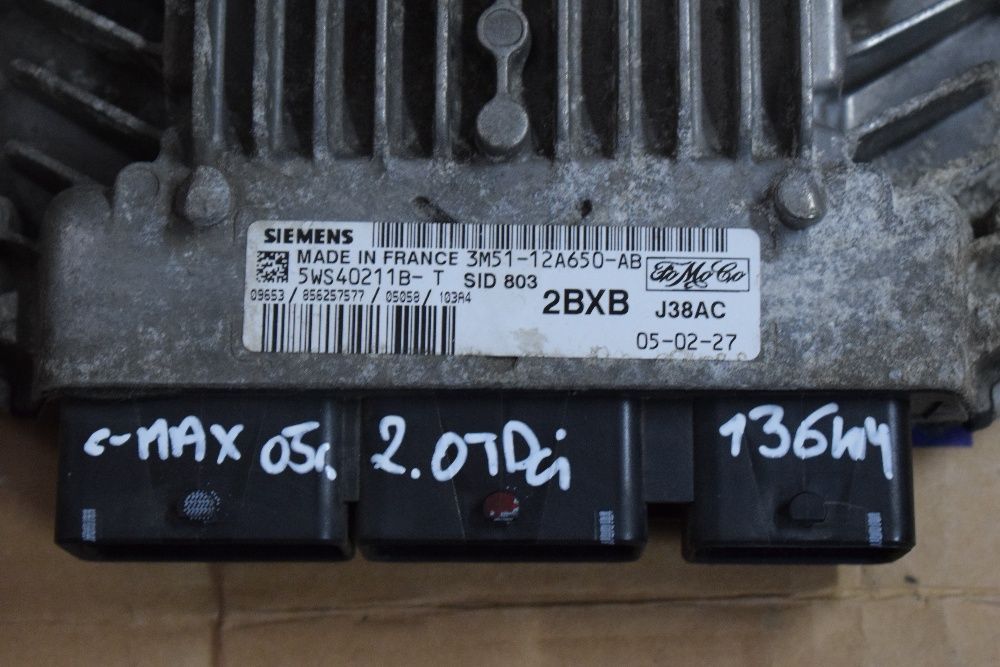 SIEMENS
MADE IN FRANCE 3M51-12A650-AB
FoMoCo
5WS40211B- T SID 803
09653 / 856257577 / 05058 / 103A4
2BXB J38AC
05-02-27
c-MAX 05r. 2.0TDci 136km